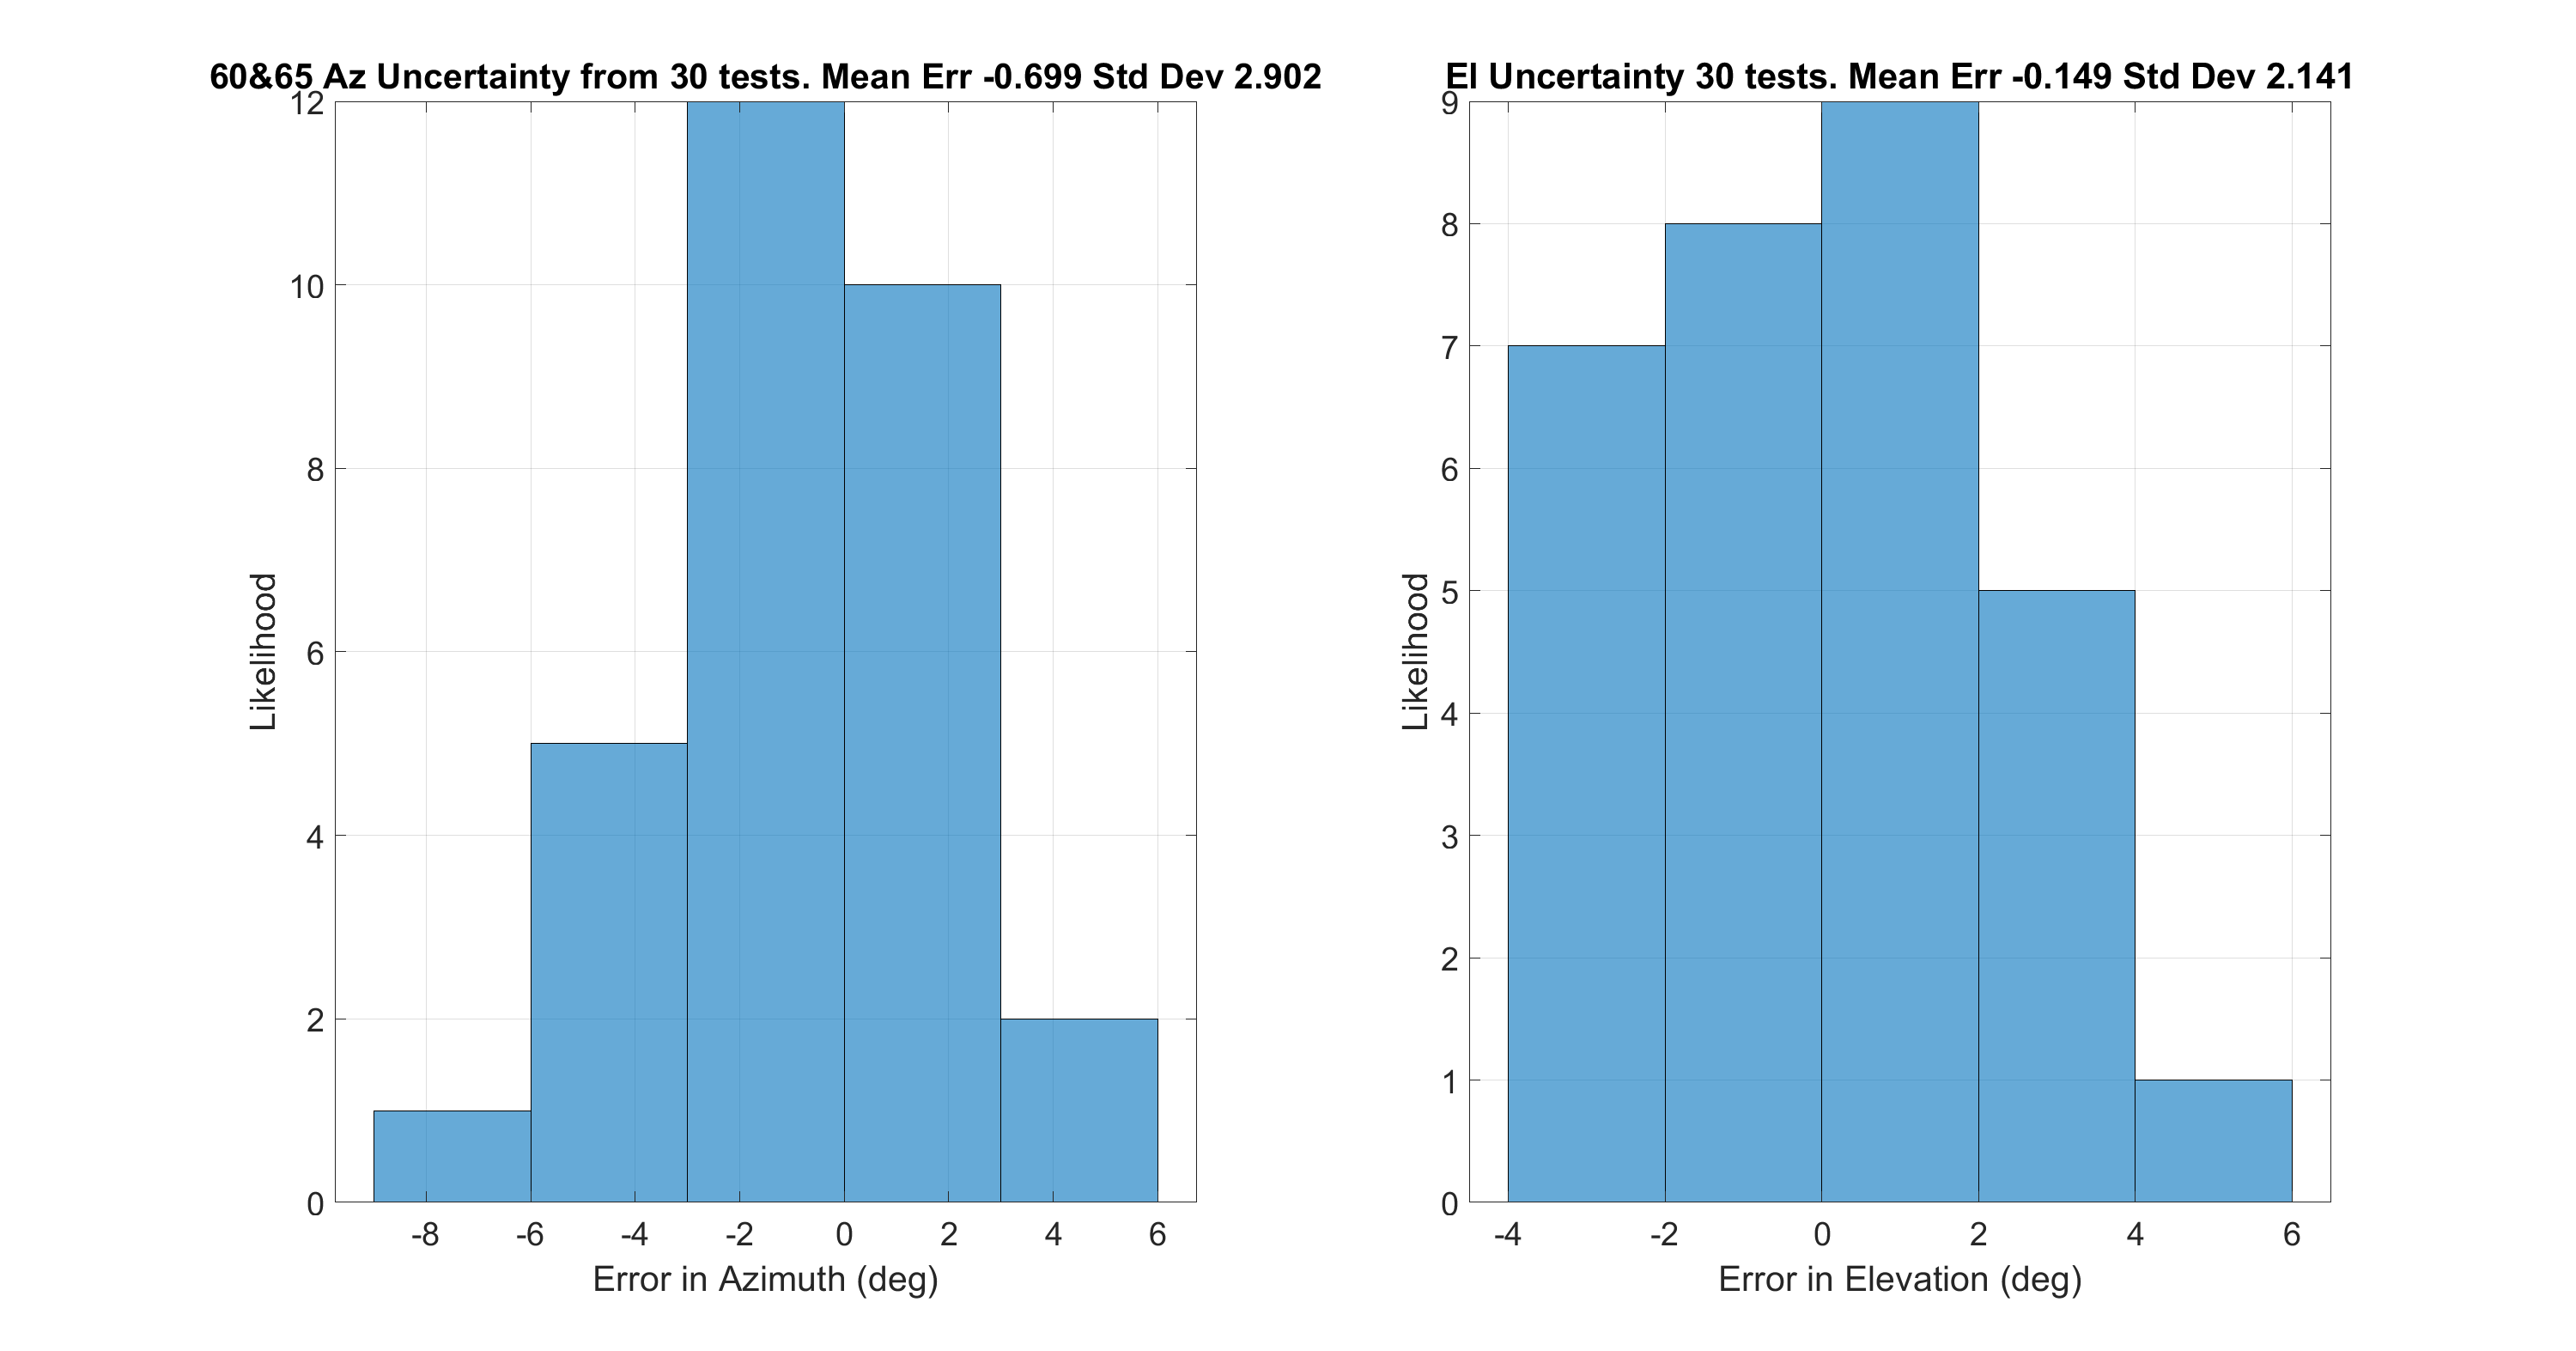 60&65 Az Uncertainty from 30 tests. Mean Err -0.699 Std Dev 2.902
12
10
8
6
4
2
0
Likelihood
-8 -6 -4 -2 0 2 4 6
Error in Azimuth (deg)
El Uncertainty 30 tests. Mean Err -0.149 Std Dev 2.141
9
8
7
6
5
4
3
2
1
0
Likelihood
-4 -2 0 2 4 6
Error in Elevation (deg)